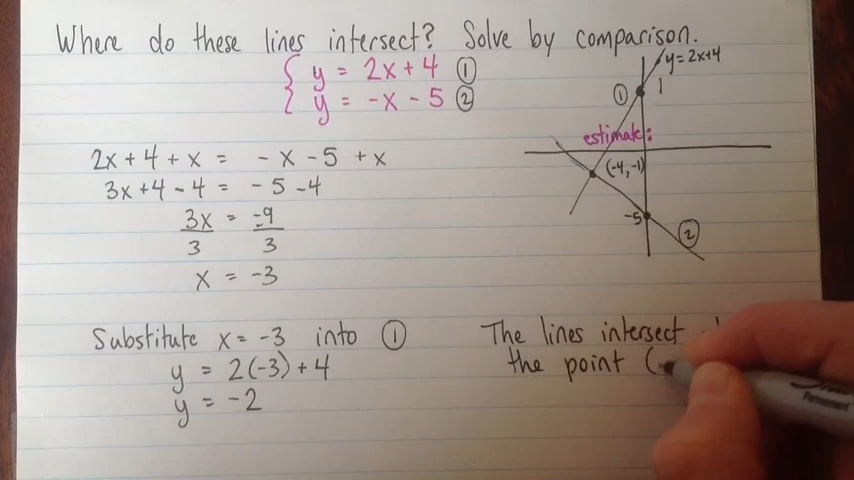 Where do these lines intersect? Solve by comparison.
y = 2x + 4 ①
y = -x - 5 ②
y = 2x+4
①
1
estimate:
(-4, -1)
-5
②
2x + 4 + x = - x - 5 + x
3x + 4 - 4 = - 5 - 4
3x = -9
3 3
x = -3
Substitute x = -3 into ①
y = 2(-3) + 4
y = -2
The lines intersect
the point (-